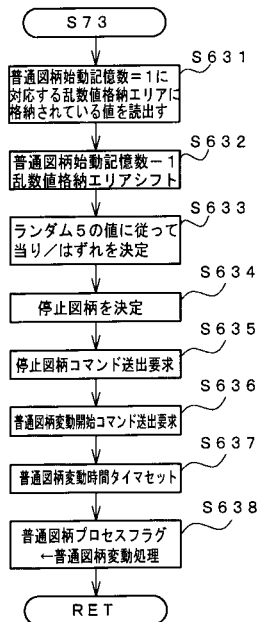 S73
S631
普通図柄始動記憶数=1に
対応する乱数値格納エリアに
格納されている値を読出す
S632
普通図柄始動記憶数-1
乱数値格納エリアシフト
S633
ランダム5の値に従って
当り/はずれを決定
S634
停止図柄を決定
S635
停止図柄コマンド送出要求
S636
普通図柄変動開始コマンド送出要求
S637
普通図柄変動時間タイマセット
S638
普通図柄プロセスフラグ
←普通図柄変動処理
RET